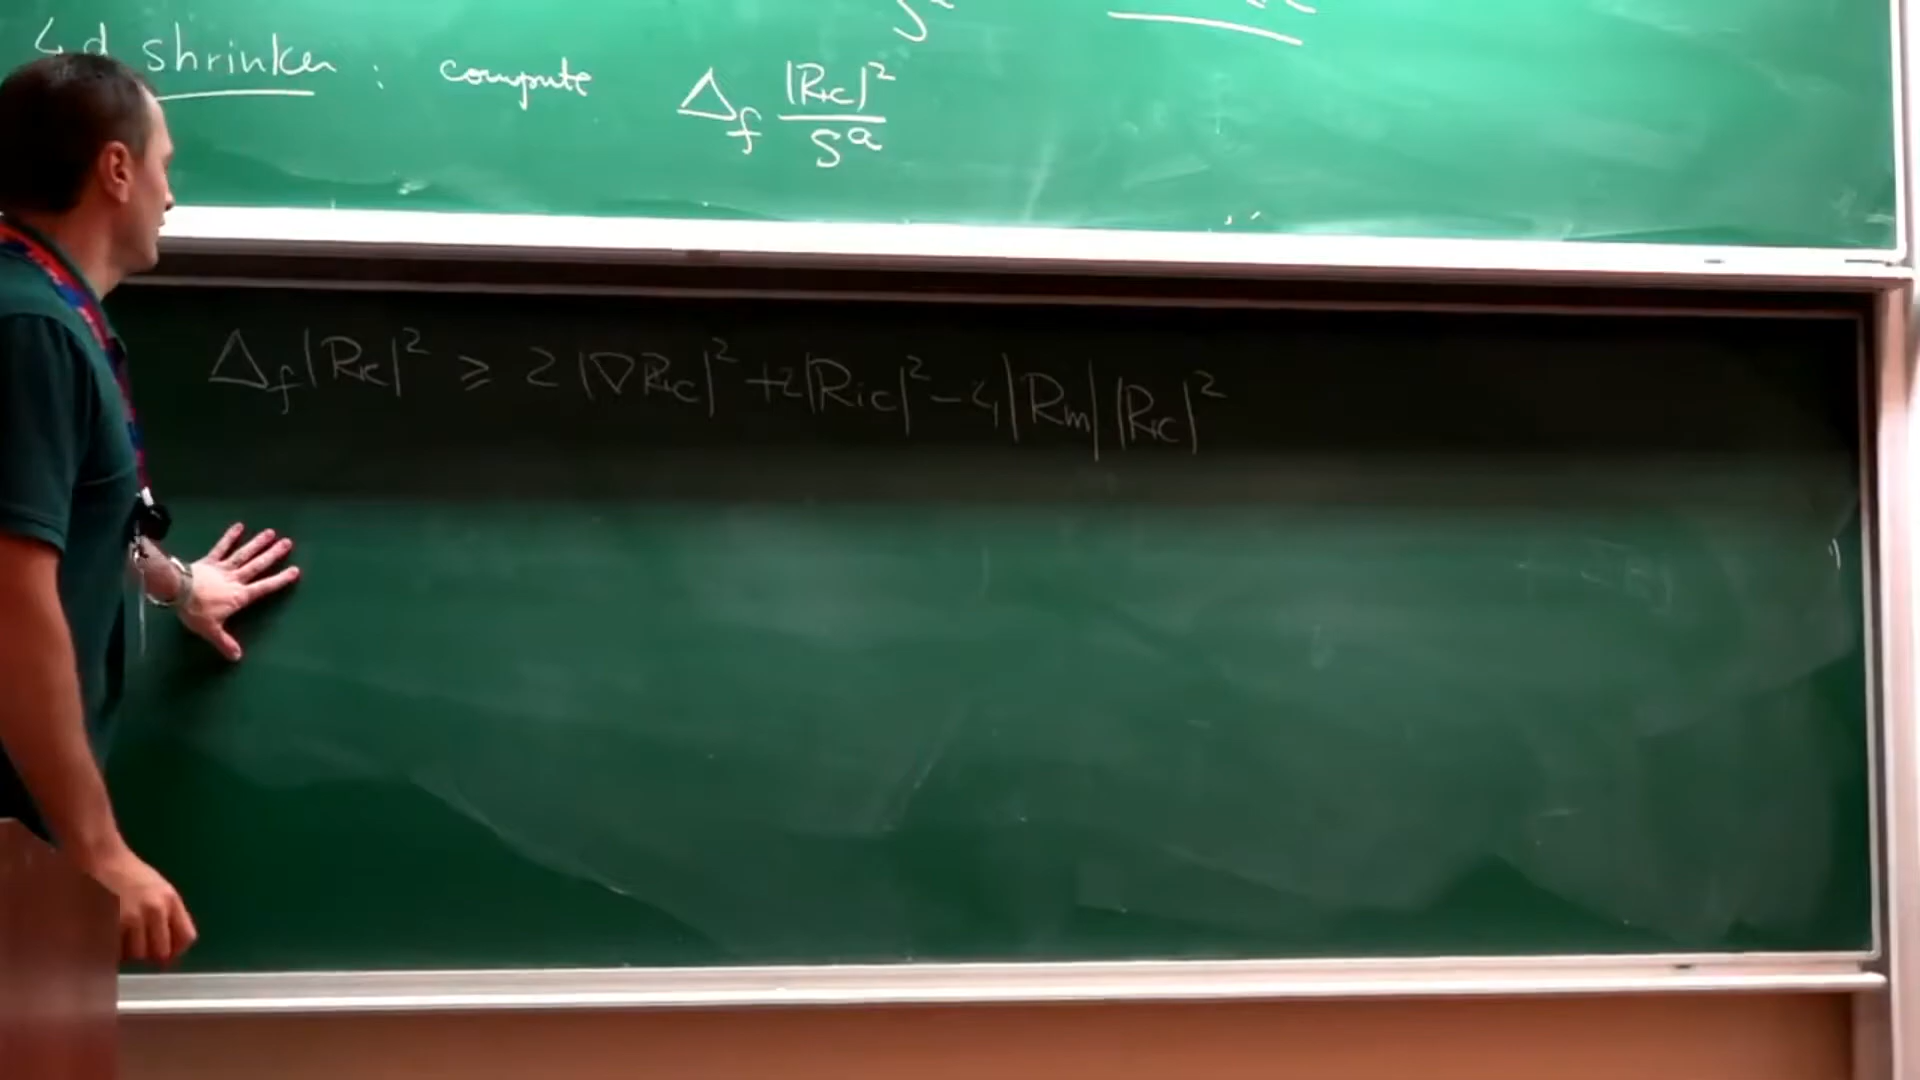 4d shrinker : compute Δ_f |Ric|² / S^a
Δ_f |Ric|² ≥ 2|∇Ric|² + 2|Ric|² − 4|Rm||Ric|²